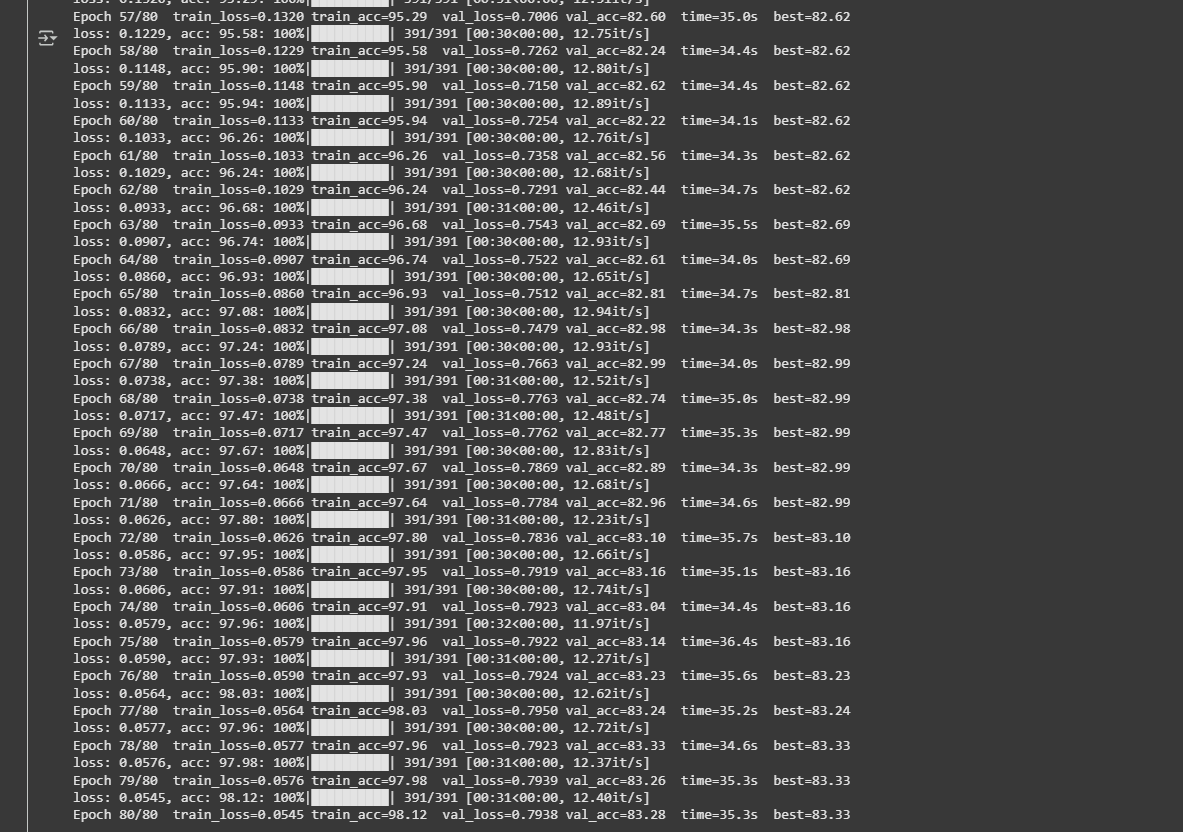 Epoch 57/80  train_loss=0.1320 train_acc=95.29  val_loss=0.7006 val_acc=82.60  time=35.0s  best=82.62
loss: 0.1229, acc: 95.58: 100%|██████████| 391/391 [00:30<00:00, 12.75it/s]
Epoch 58/80  train_loss=0.1229 train_acc=95.58  val_loss=0.7262 val_acc=82.24  time=34.4s  best=82.62
loss: 0.1148, acc: 95.90: 100%|██████████| 391/391 [00:30<00:00, 12.80it/s]
Epoch 59/80  train_loss=0.1148 train_acc=95.90  val_loss=0.7150 val_acc=82.62  time=34.4s  best=82.62
loss: 0.1133, acc: 95.94: 100%|██████████| 391/391 [00:30<00:00, 12.89it/s]
Epoch 60/80  train_loss=0.1133 train_acc=95.94  val_loss=0.7254 val_acc=82.22  time=34.1s  best=82.62
loss: 0.1033, acc: 96.26: 100%|██████████| 391/391 [00:30<00:00, 12.76it/s]
Epoch 61/80  train_loss=0.1033 train_acc=96.26  val_loss=0.7358 val_acc=82.56  time=34.3s  best=82.62
loss: 0.1029, acc: 96.24: 100%|██████████| 391/391 [00:30<00:00, 12.68it/s]
Epoch 62/80  train_loss=0.1029 train_acc=96.24  val_loss=0.7291 val_acc=82.44  time=34.7s  best=82.62
loss: 0.0933, acc: 96.68: 100%|██████████| 391/391 [00:31<00:00, 12.46it/s]
Epoch 63/80  train_loss=0.0933 train_acc=96.68  val_loss=0.7543 val_acc=82.69  time=35.5s  best=82.69
loss: 0.0907, acc: 96.74: 100%|██████████| 391/391 [00:30<00:00, 12.93it/s]
Epoch 64/80  train_loss=0.0907 train_acc=96.74  val_loss=0.7522 val_acc=82.61  time=34.0s  best=82.69
loss: 0.0860, acc: 96.93: 100%|██████████| 391/391 [00:30<00:00, 12.65it/s]
Epoch 65/80  train_loss=0.0860 train_acc=96.93  val_loss=0.7512 val_acc=82.81  time=34.7s  best=82.81
loss: 0.0832, acc: 97.08: 100%|██████████| 391/391 [00:30<00:00, 12.94it/s]
Epoch 66/80  train_loss=0.0832 train_acc=97.08  val_loss=0.7479 val_acc=82.98  time=34.3s  best=82.98
loss: 0.0789, acc: 97.24: 100%|██████████| 391/391 [00:30<00:00, 12.93it/s]
Epoch 67/80  train_loss=0.0789 train_acc=97.24  val_loss=0.7663 val_acc=82.99  time=34.0s  best=82.99
loss: 0.0738, acc: 97.38: 100%|██████████| 391/391 [00:31<00:00, 12.52it/s]
Epoch 68/80  train_loss=0.0738 train_acc=97.38  val_loss=0.7763 val_acc=82.74  time=35.0s  best=82.99
loss: 0.0717, acc: 97.47: 100%|██████████| 391/391 [00:31<00:00, 12.48it/s]
Epoch 69/80  train_loss=0.0717 train_acc=97.47  val_loss=0.7762 val_acc=82.77  time=35.3s  best=82.99
loss: 0.0648, acc: 97.67: 100%|██████████| 391/391 [00:30<00:00, 12.83it/s]
Epoch 70/80  train_loss=0.0648 train_acc=97.67  val_loss=0.7869 val_acc=82.89  time=34.3s  best=82.99
loss: 0.0666, acc: 97.64: 100%|██████████| 391/391 [00:30<00:00, 12.68it/s]
Epoch 71/80  train_loss=0.0666 train_acc=97.64  val_loss=0.7784 val_acc=82.96  time=34.6s  best=82.99
loss: 0.0626, acc: 97.80: 100%|██████████| 391/391 [00:31<00:00, 12.23it/s]
Epoch 72/80  train_loss=0.0626 train_acc=97.80  val_loss=0.7836 val_acc=83.10  time=35.7s  best=83.10
loss: 0.0586, acc: 97.95: 100%|██████████| 391/391 [00:30<00:00, 12.66it/s]
Epoch 73/80  train_loss=0.0586 train_acc=97.95  val_loss=0.7919 val_acc=83.16  time=35.1s  best=83.16
loss: 0.0606, acc: 97.91: 100%|██████████| 391/391 [00:30<00:00, 12.74it/s]
Epoch 74/80  train_loss=0.0606 train_acc=97.91  val_loss=0.7923 val_acc=83.04  time=34.4s  best=83.16
loss: 0.0579, acc: 97.96: 100%|██████████| 391/391 [00:32<00:00, 11.97it/s]
Epoch 75/80  train_loss=0.0579 train_acc=97.96  val_loss=0.7922 val_acc=83.14  time=36.4s  best=83.16
loss: 0.0590, acc: 97.93: 100%|██████████| 391/391 [00:31<00:00, 12.27it/s]
Epoch 76/80  train_loss=0.0590 train_acc=97.93  val_loss=0.7924 val_acc=83.23  time=35.6s  best=83.23
loss: 0.0564, acc: 98.03: 100%|██████████| 391/391 [00:30<00:00, 12.62it/s]
Epoch 77/80  train_loss=0.0564 train_acc=98.03  val_loss=0.7950 val_acc=83.24  time=35.2s  best=83.24
loss: 0.0577, acc: 97.96: 100%|██████████| 391/391 [00:30<00:00, 12.72it/s]
Epoch 78/80  train_loss=0.0577 train_acc=97.96  val_loss=0.7923 val_acc=83.33  time=34.6s  best=83.33
loss: 0.0576, acc: 97.98: 100%|██████████| 391/391 [00:31<00:00, 12.37it/s]
Epoch 79/80  train_loss=0.0576 train_acc=97.98  val_loss=0.7939 val_acc=83.26  time=35.3s  best=83.33
loss: 0.0545, acc: 98.12: 100%|██████████| 391/391 [00:31<00:00, 12.40it/s]
Epoch 80/80  train_loss=0.0545 train_acc=98.12  val_loss=0.7938 val_acc=83.28  time=35.3s  best=83.33